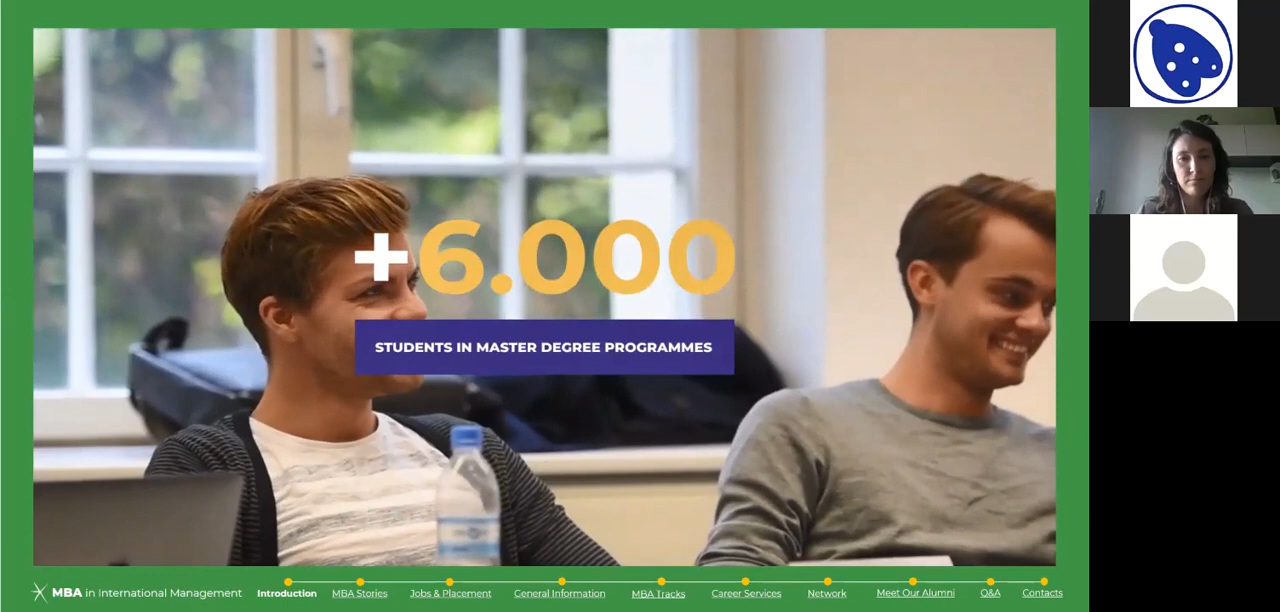 +6.000
STUDENTS IN MASTER DEGREE PROGRAMMES
MBA in International Management
Introduction
MBA Stories
Jobs & Placement
General Information
MBA Tracks
Career Services
Network
Meet Our Alumni
Q&A
Contacts